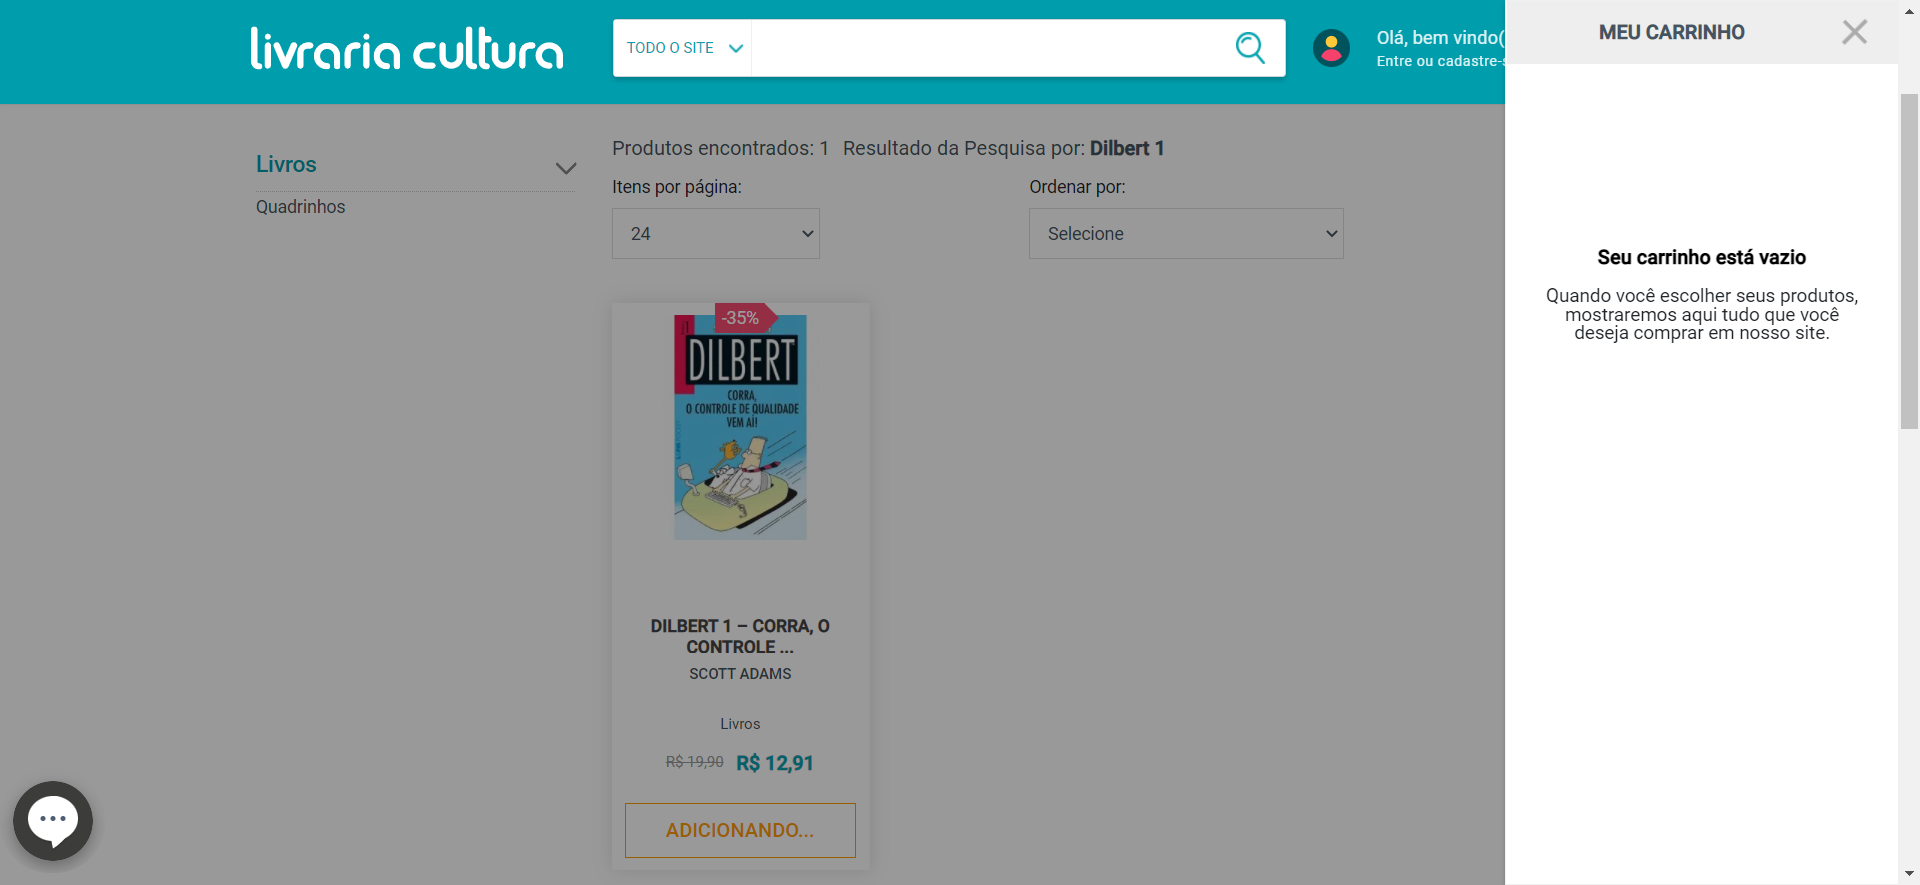 livraria cultura
TODO O SITE
Olá, bem vindo(
Entre ou cadastre-s
MEU CARRINHO
Livros
Quadrinhos
Produtos encontrados: 1 Resultado da Pesquisa por: Dilbert 1
Itens por página:
Ordenar por:
24
Selecione
-35%
DILBERT
CORRA,
O CONTROLE DE QUALIDADE
VEM AÍ!
DILBERT 1 – CORRA, O
CONTROLE ...
SCOTT ADAMS
Livros
R$ 19,90 R$ 12,91
ADICIONANDO...
Seu carrinho está vazio
Quando você escolher seus produtos,
mostraremos aqui tudo que você
deseja comprar em nosso site.